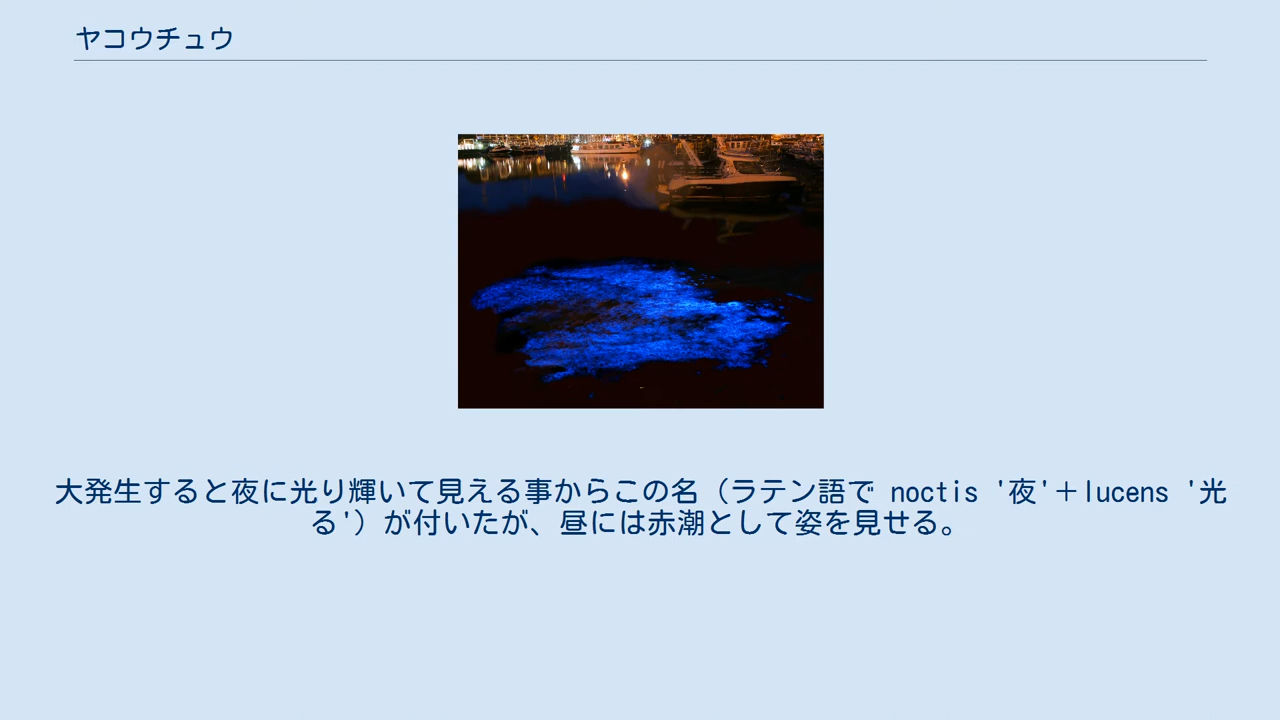 ヤコウチュウ
大発生すると夜に光り輝いて見える事からこの名（ラテン語で noctis '夜'＋lucens '光
る'）が付いたが、昼には赤潮として姿を見せる。